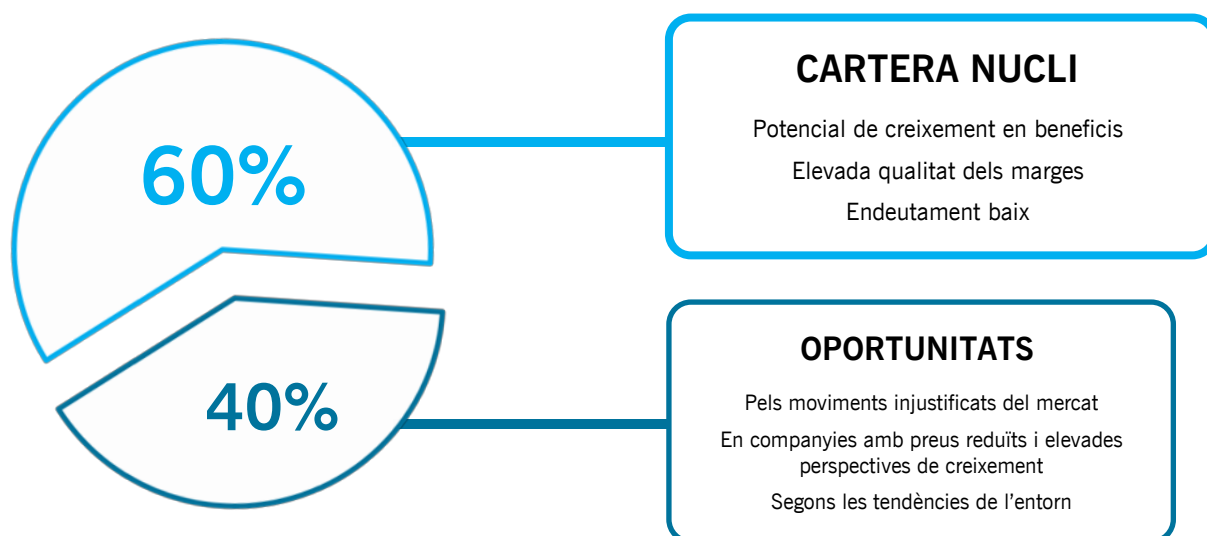 60%
CARTERA NUCLI
Potencial de creixement en beneficis
Elevada qualitat dels marges
Endeutament baix
40%
OPORTUNITATS
Pels moviments injustificats del mercat
En companyies amb preus reduïts i elevades
perspectives de creixement
Segons les tendències de l’entorn